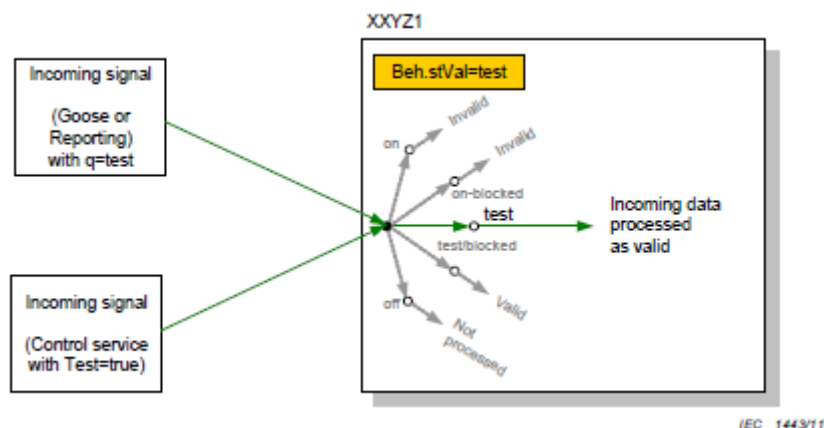 XXYZ1
Incoming signal
(Goose or
Reporting)
with q=test
Beh.stVal=test
on
Invalid
Invalid
on-blocked
test
Incoming data
processed
as valid
test/blocked
Valid
off
Not
processed
Incoming signal
(Control service
with Test=true)
IEC 1443/11